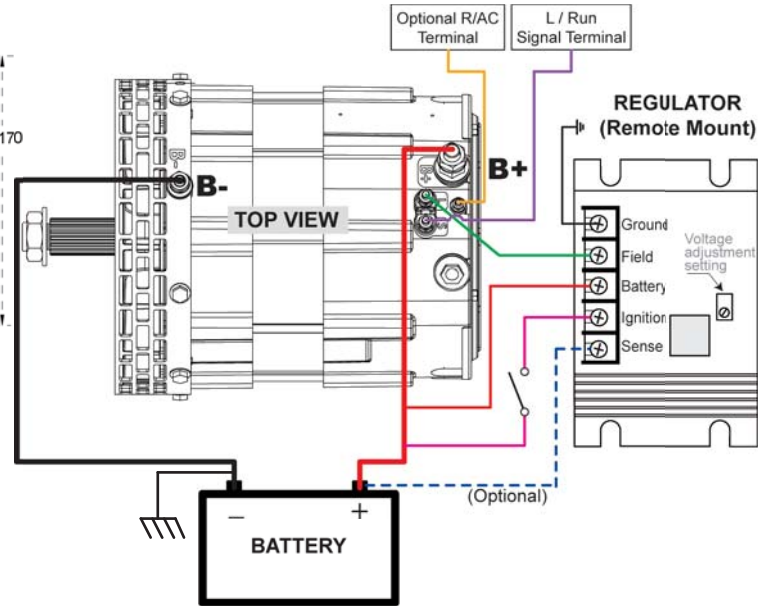 Optional R/AC
Terminal
L / Run
Signal Terminal
REGULATOR
(Remote Mount)
170
B-
B+
B-
B+
TOP VIEW
Ground
Field
Battery
Ignition
Sense
Voltage
adjustment
setting
(Optional)
− +
BATTERY